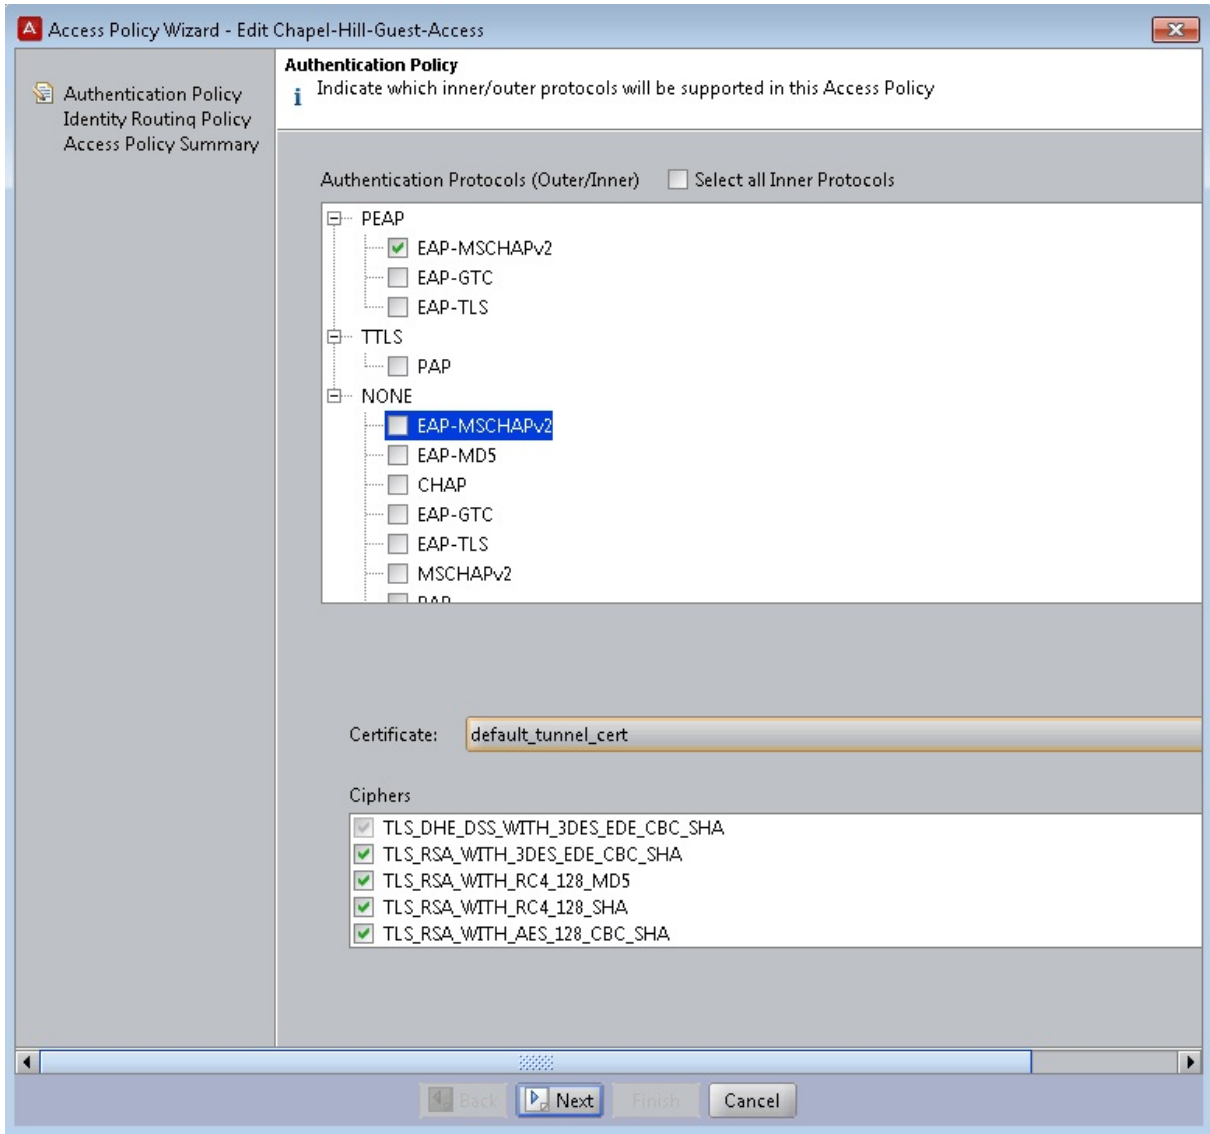 Access Policy Wizard - Edit Chapel-Hill-Guest-Access
Authentication Policy
Identity Routing Policy
Access Policy Summary
Authentication Policy
Indicate which inner/outer protocols will be supported in this Access Policy
Authentication Protocols (Outer/Inner) Select all Inner Protocols
PEAP
EAP-MSCHAPv2
EAP-GTC
EAP-TLS
TTLS
PAP
NONE
EAP-MSCHAPv2
EAP-MD5
CHAP
EAP-GTC
EAP-TLS
MSCHAPv2
PAP
Certificate: default_tunnel_cert
Ciphers
TLS_DHE_DSS_WITH_3DES_EDE_CBC_SHA
TLS_RSA_WITH_3DES_EDE_CBC_SHA
TLS_RSA_WITH_RC4_128_MD5
TLS_RSA_WITH_RC4_128_SHA
TLS_RSA_WITH_AES_128_CBC_SHA
Back Next Finish Cancel